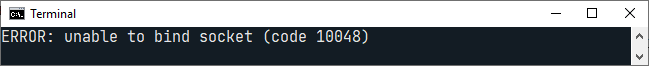 Terminal
ERROR: unable to bind socket (code 10048)